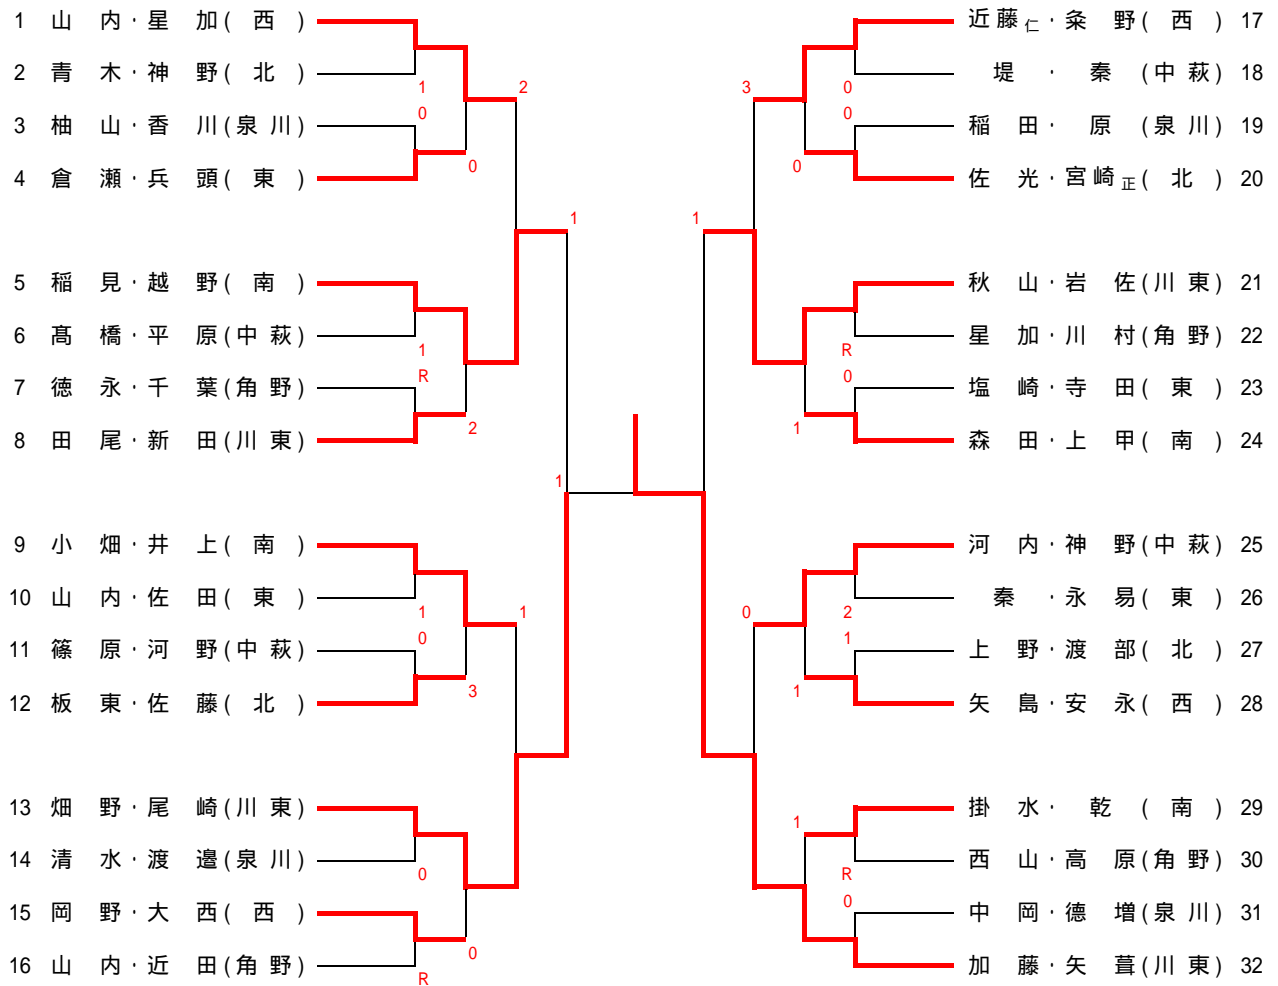 1 山 内・星 加(西)
2 青 木・神 野(北)
3 柚 山・香 川(泉川)
4 倉 瀬・兵 頭(東)
5 稲 見・越 野(南)
6 髙 橋・平 原(中萩)
7 徳 永・千 葉(角野)
8 田 尾・新 田(川東)
9 小 畑・井 上(南)
10 山 内・佐 田(東)
11 篠 原・河 野(中萩)
12 板 東・佐 藤(北)
13 畑 野・尾 崎(川東)
14 清 水・渡 邉(泉川)
15 岡 野・大 西(西)
16 山 内・近 田(角野)
1
0
2
0
1
R
2
1
1
1
0
3
1
0
0
R
近藤仁・粂 野(西) 17
堤・秦(中萩) 18
稲 田・原(泉川) 19
佐 光・宮崎正(北) 20
秋 山・岩 佐(川東) 21
星 加・川 村(角野) 22
塩 崎・寺 田(東) 23
森 田・上 甲(南) 24
河 内・神 野(中萩) 25
秦・永 易(東) 26
上 野・渡 部(北) 27
矢 島・安 永(西) 28
掛 水・乾(南) 29
西 山・高 原(角野) 30
中 岡・德 増(泉川) 31
加 藤・矢 葺(川東) 32
3
0
0
0
1
R
0
1
0
2
1
1
1
R
0